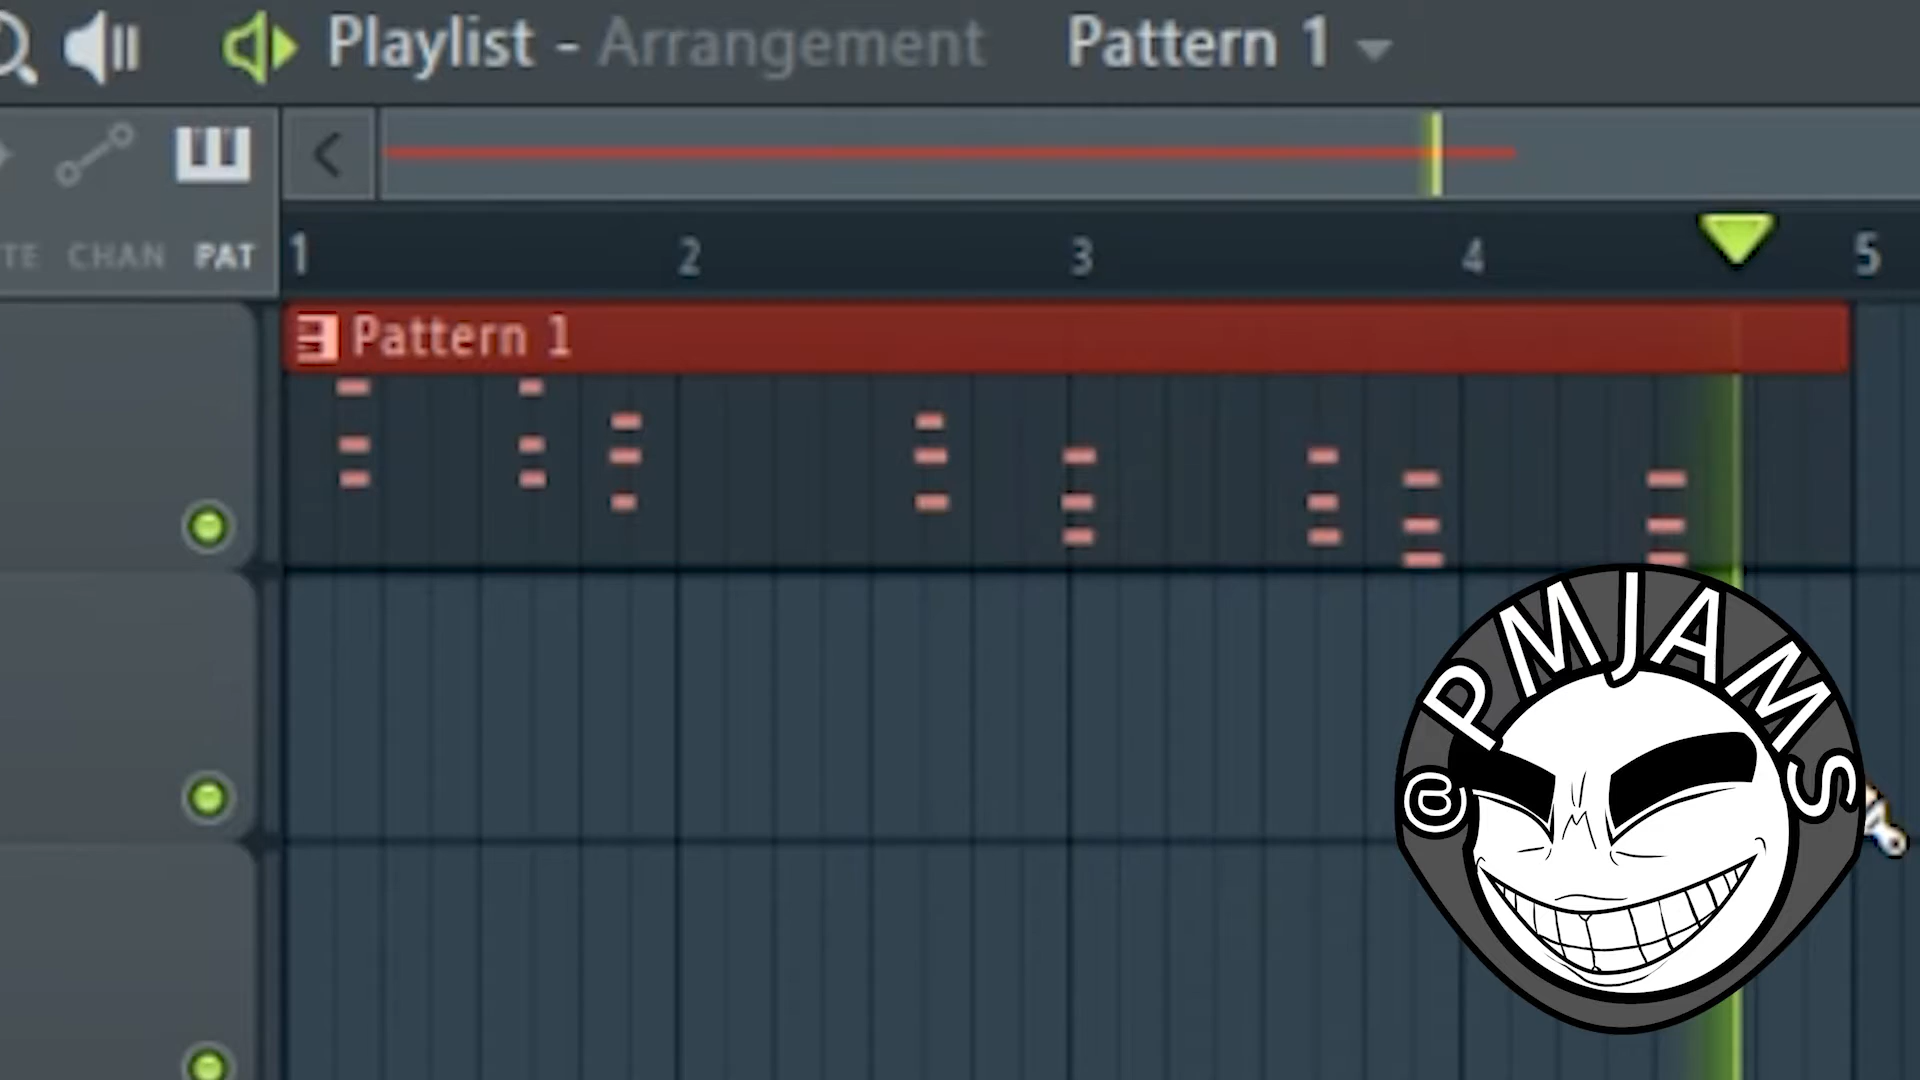 Playlist - Arrangement Pattern 1
TE CHAN PAT 1 2 3 4 5
Pattern 1
@PMJAMS